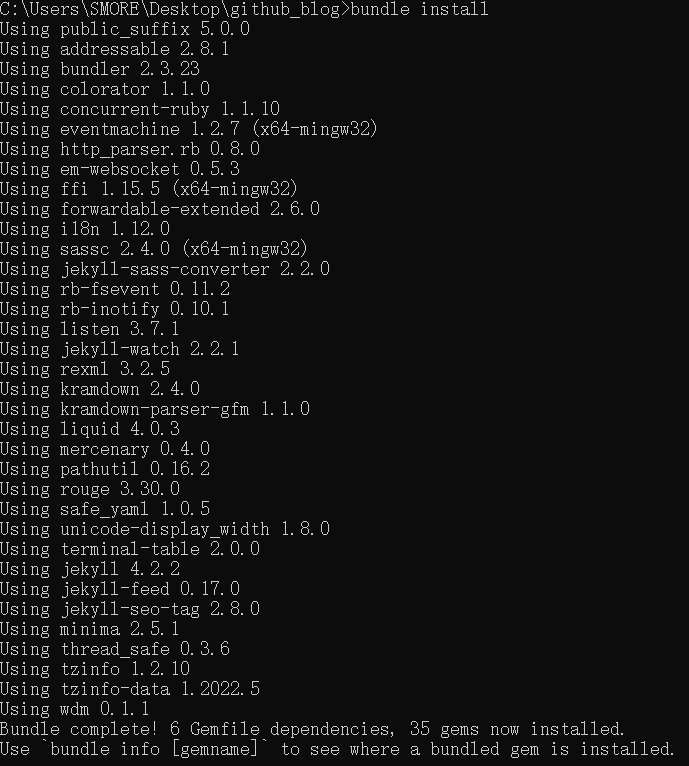 C:\Users\SMORE\Desktop\github_blog>bundle install
Using public_suffix 5.0.0
Using addressable 2.8.1
Using bundler 2.3.23
Using colorator 1.1.0
Using concurrent-ruby 1.1.10
Using eventmachine 1.2.7 (x64-mingw32)
Using http_parser.rb 0.8.0
Using em-websocket 0.5.3
Using ffi 1.15.5 (x64-mingw32)
Using forwardable-extended 2.6.0
Using i18n 1.12.0
Using sassc 2.4.0 (x64-mingw32)
Using jekyll-sass-converter 2.2.0
Using rb-fsevent 0.11.2
Using rb-inotify 0.10.1
Using listen 3.7.1
Using jekyll-watch 2.2.1
Using rexml 3.2.5
Using kramdown 2.4.0
Using kramdown-parser-gfm 1.1.0
Using liquid 4.0.3
Using mercenary 0.4.0
Using pathutil 0.16.2
Using rouge 3.30.0
Using safe_yaml 1.0.5
Using unicode-display_width 1.8.0
Using terminal-table 2.0.0
Using jekyll 4.2.2
Using jekyll-feed 0.17.0
Using jekyll-seo-tag 2.8.0
Using minima 2.5.1
Using thread_safe 0.3.6
Using tzinfo 1.2.10
Using tzinfo-data 1.2022.5
Using wdm 0.1.1
Bundle complete! 6 Gemfile dependencies, 35 gems now installed.
Use `bundle info [gemname]` to see where a bundled gem is installed.